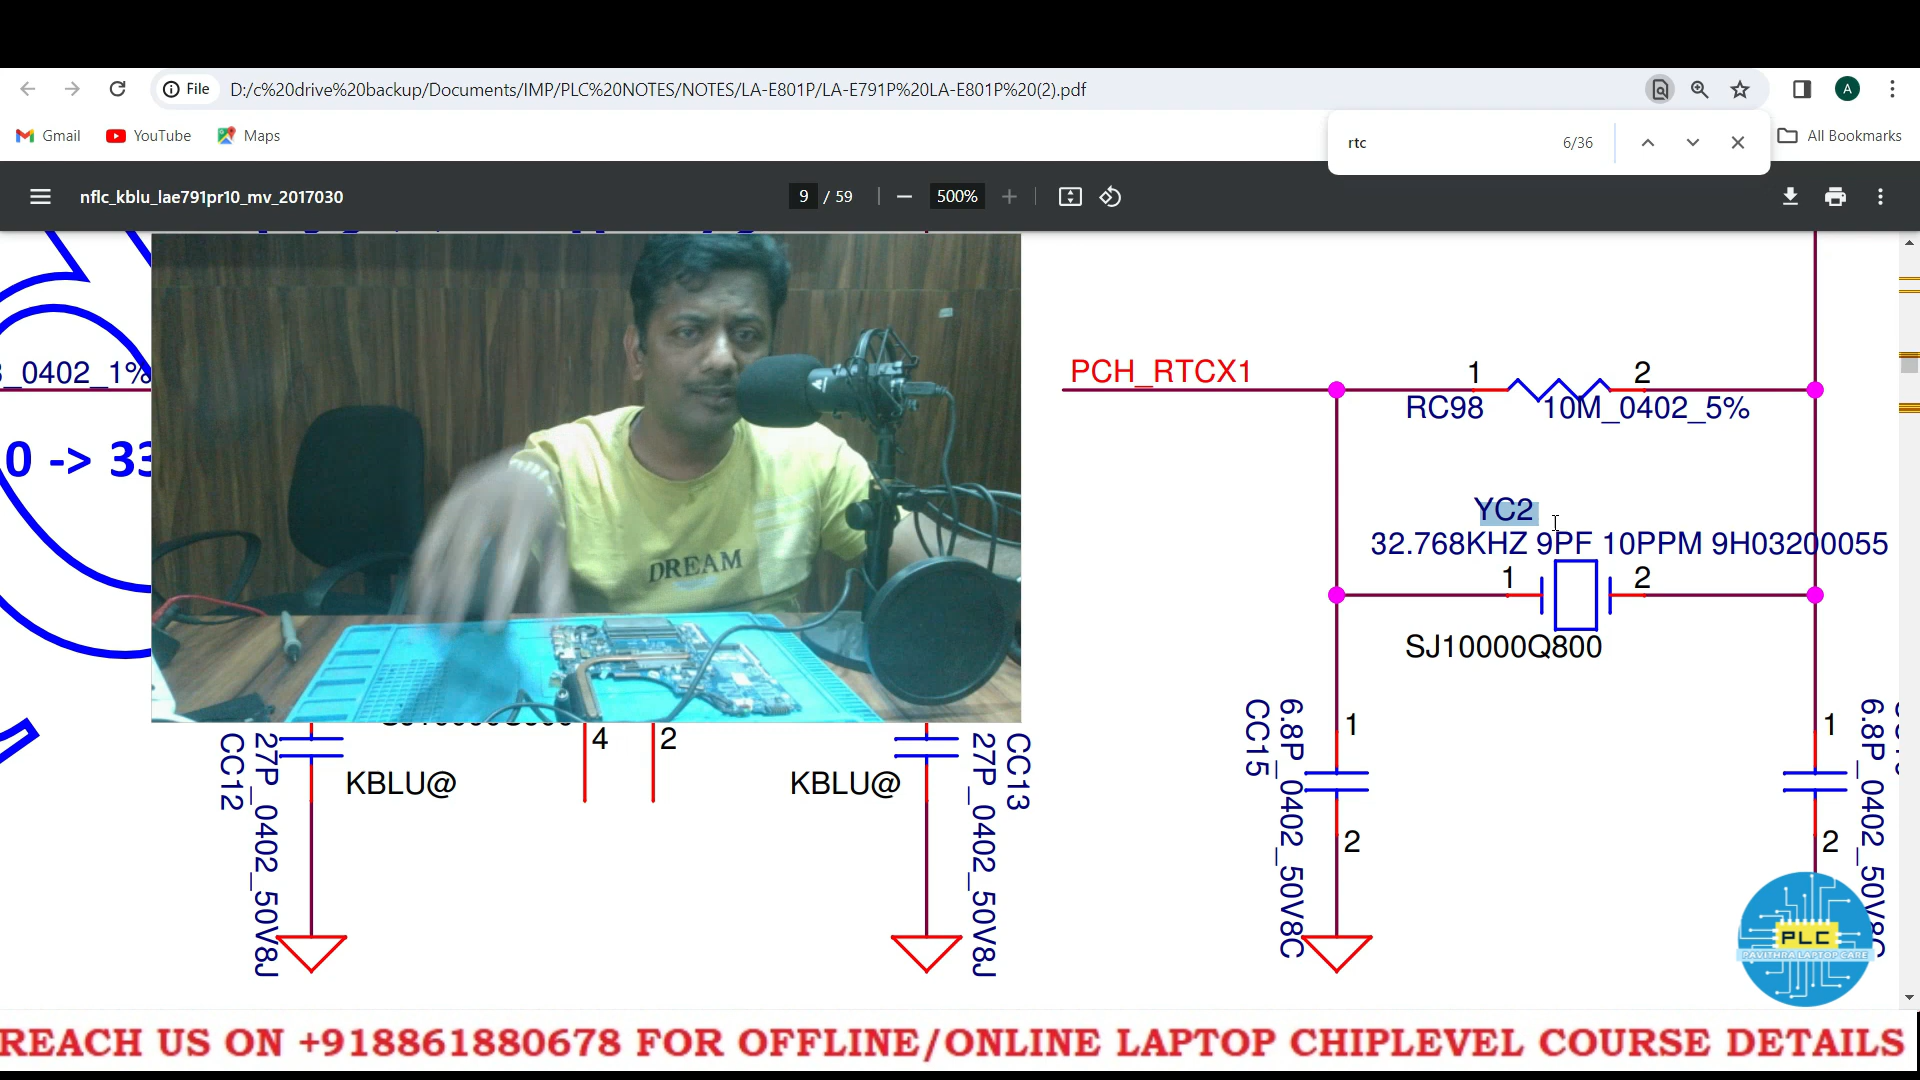 File
D:/c%20drive%20backup/Documents/IMP/PLC%20NOTES/NOTES/LA-E801P/LA-E791P%20LA-E801P%20(2).pdf
A
Gmail
YouTube
Maps
rtc
6/36
All Bookmarks
nflc_kblu_lae791pr10_mv_2017030
9 / 59
500%
_0402_1%
0 -> 33
DREAM
PCH_RTCX1
1
2
RC98
10M_0402_5%
YC2
32.768KHZ 9PF 10PPM 9H03200055
1
2
SJ10000Q800
CC12
27P_0402_50V8J
KBLU@
4
2
KBLU@
27P_0402_50V8J
CC13
CC15
6.8P_0402_50V8C
1
2
1
2
6.8P_0402_50V8C
PLC
PAVITHRA LAPTOP CARE
REACH US ON +918861880678 FOR OFFLINE/ONLINE LAPTOP CHIPLEVEL COURSE DETAILS